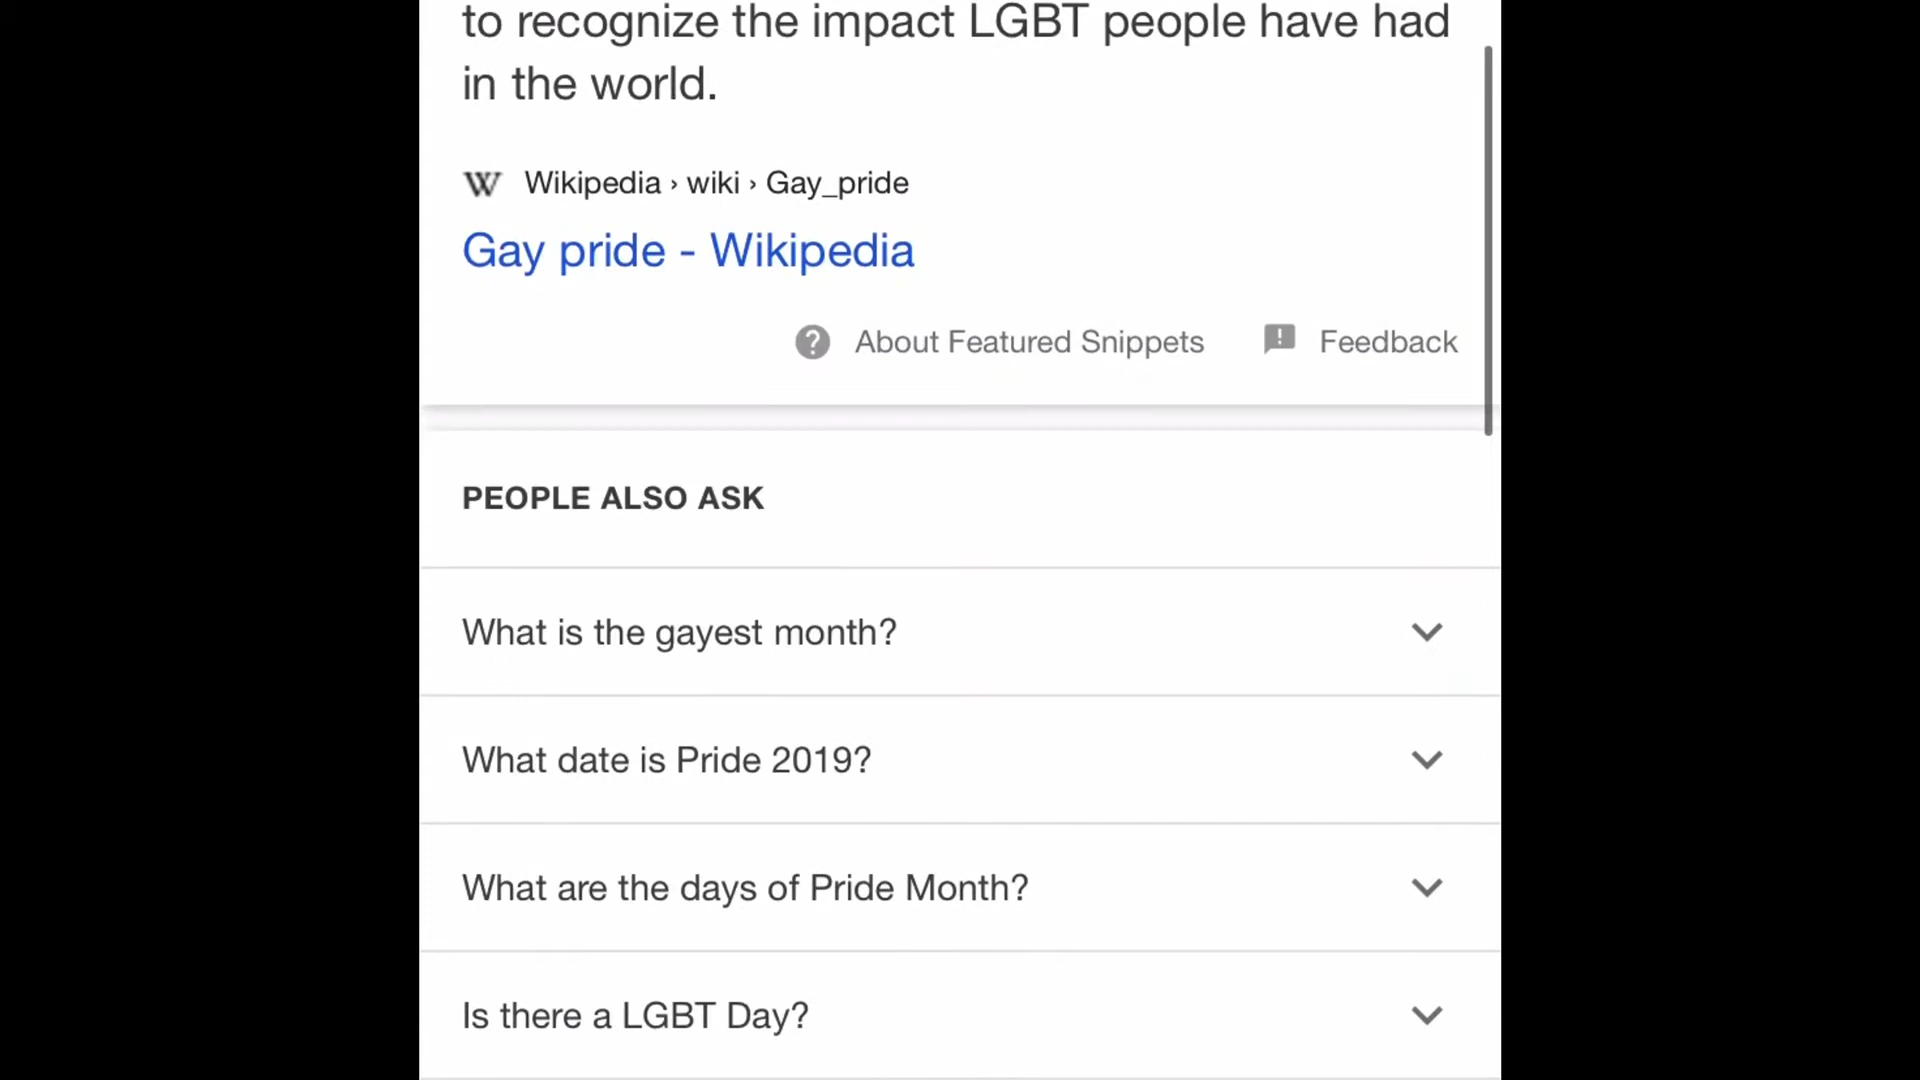 to recognize the impact LGBT people have had
in the world.
W Wikipedia › wiki › Gay_pride
Gay pride - Wikipedia
? About Featured Snippets ! Feedback
PEOPLE ALSO ASK
What is the gayest month?
What date is Pride 2019?
What are the days of Pride Month?
Is there a LGBT Day?